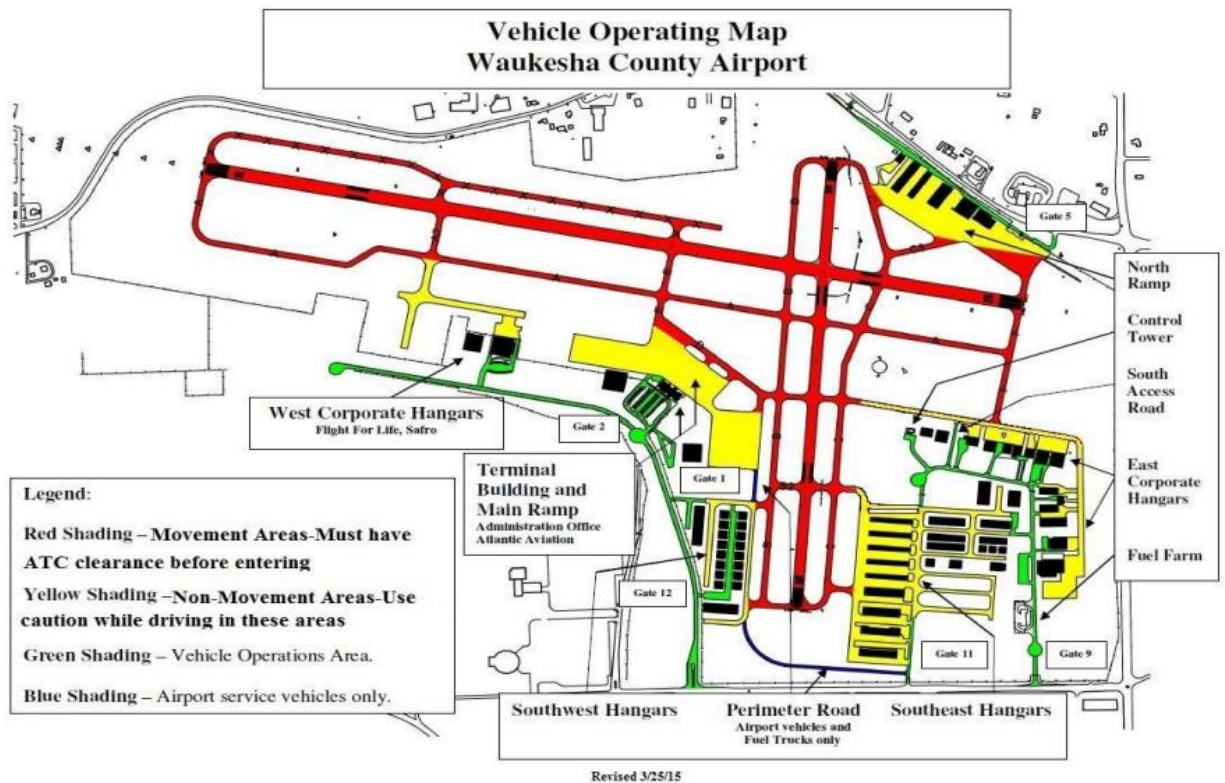 Vehicle Operating Map
Waukesha County Airport
Gate 5
North
Ramp
Control
Tower
South
Access
Road
East
Corporate
Hangars
Fuel Farm
West Corporate Hangars
Flight For Life, Safro
Gate 2
Terminal
Building and
Main Ramp
Administration Office
Atlantic Aviation
Gate 1
Gate 12
Gate 11
Gate 9
Legend:
Red Shading – Movement Areas-Must have
ATC clearance before entering
Yellow Shading –Non-Movement Areas-Use
caution while driving in these areas
Green Shading – Vehicle Operations Area.
Blue Shading – Airport service vehicles only.
Southwest Hangars
Perimeter Road
Airport vehicles and
Fuel Trucks only
Southeast Hangars
Revised 3/25/15